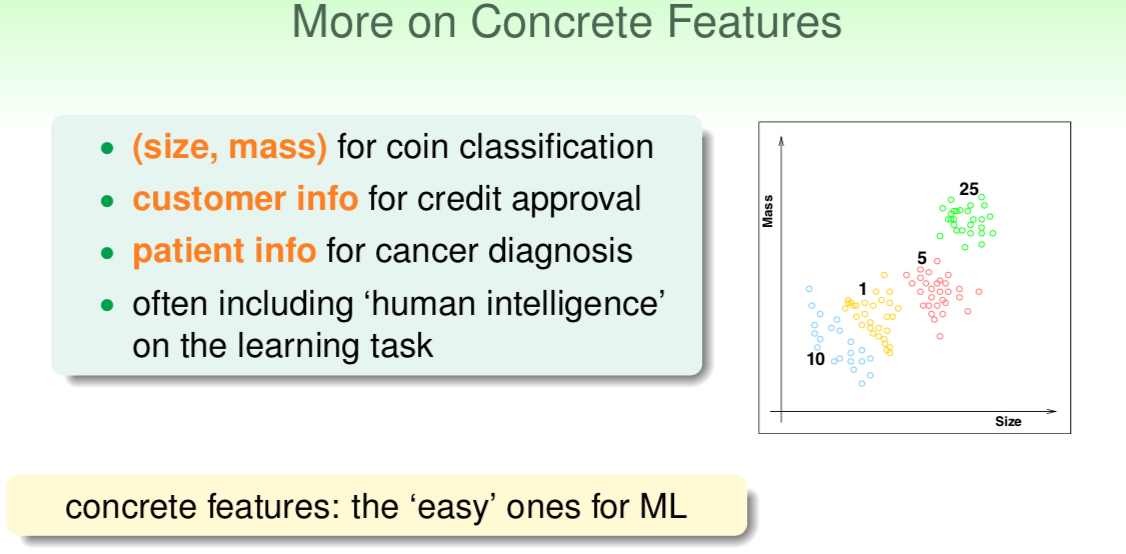 More on Concrete Features
• (size, mass) for coin classification
• customer info for credit approval
• patient info for cancer diagnosis
• often including ‘human intelligence’
on the learning task
Mass
25
5
1
10
Size
concrete features: the ‘easy’ ones for ML